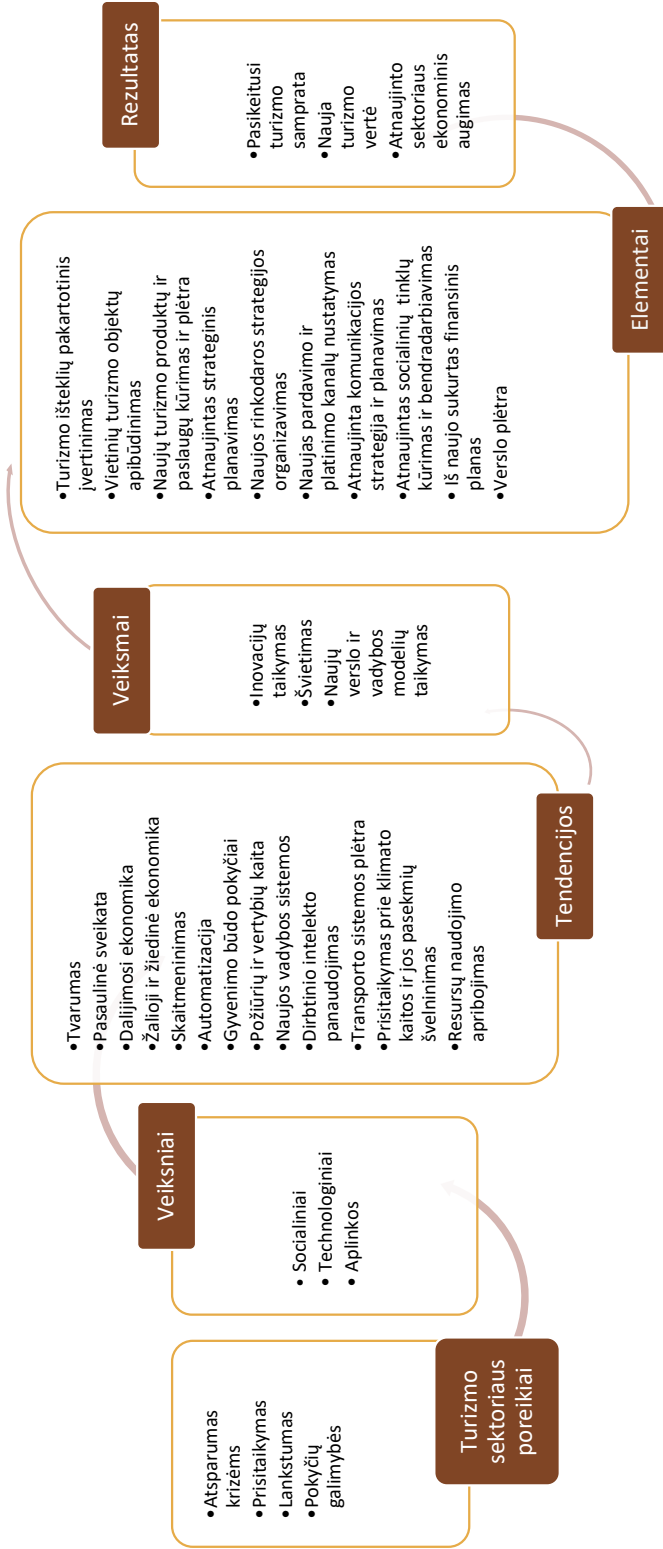 • Atsparumas
krizėms
• Prisitaikymas
• Lankstumas
• Pokyčių
galimybės
Turizmo
sektoriaus
poreikiai
Veiksniai
• Socialiniai
• Technologiniai
• Aplinkos
• Tvarumas
• Pasaulinė sveikata
• Dalijimosi ekonomika
• Žalioji ir žiedinė ekonomika
• Skaitmeninimas
• Automatizacija
• Gyvenimo būdo pokyčiai
• Požiūrių ir vertybių kaita
• Naujos vadybos sistemos
• Dirbtinio intelekto
panaudojimas
• Transporto sistemos plėtra
• Prisitaikymas prie klimato
kaitos ir jos pasekmių
švelninimas
• Resursų naudojimo
apribojimas
Tendencijos
Veiksmai
• Inovacijų
taikymas
• Švietimas
• Naujų
verslo ir
vadybos
modelių
taikymas
• Turizmo išteklių pakartotinis
įvertinimas
• Vietinių turizmo objektų
apibūdinimas
• Naujų turizmo produktų ir
paslaugų kūrimas ir plėtra
• Atnaujintas strateginis
planavimas
• Naujos rinkodaros strategijos
organizavimas
• Naujas pardavimo ir
platinimo kanalų nustatymas
• Atnaujinta komunikacijos
strategija ir planavimas
• Atnaujintas socialinių tinklų
kūrimas ir bendradarbiavimas
• Iš naujo sukurtas finansinis
planas
• Verslo plėtra
Elementai
Rezultatas
• Pasikeitusi
turizmo
samprata
• Nauja
turizmo
vertė
• Atnaujinto
sektoriaus
ekonominis
augimas